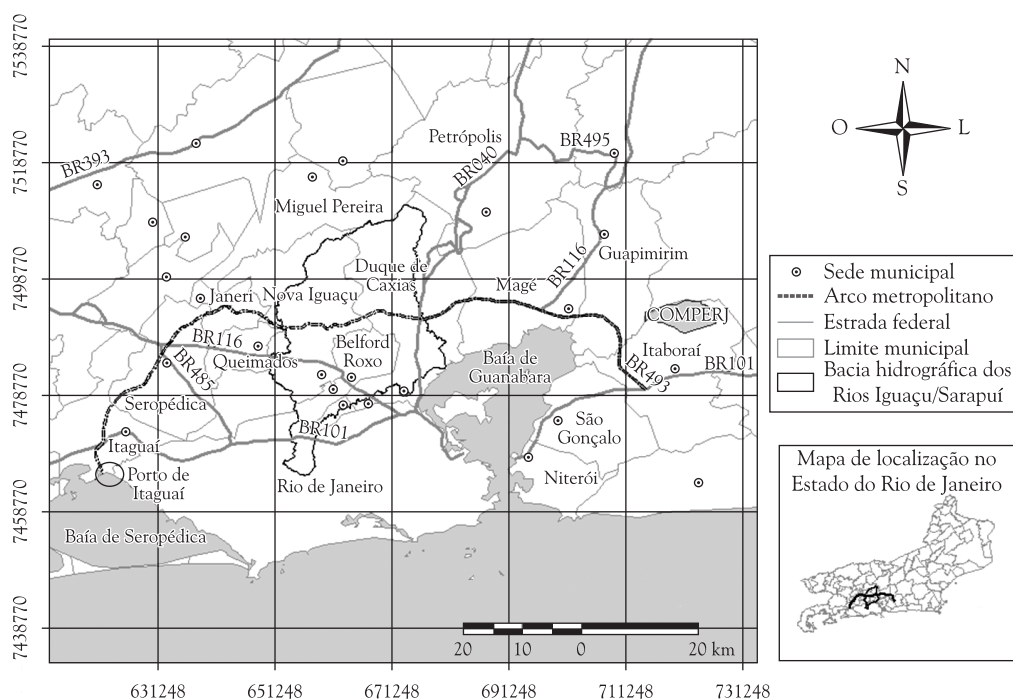 7538770
7518770
7498770
7478770
7458770
7438770
BR393
Petrópolis
BR495
BR040
Miguel Pereira
Guapimirim
Duque de
Caxias
BR116
Janeri
Nova Iguaçu
Magé
COMPERJ
BR116
Belford
Roxo
Queimados
Baía de
Guanabara
Itaboraí
BR485
BR493
BR101
Seropédica
São
Gonçalo
BR101
Itaguaí
Porto de
Itaguaí
Rio de Janeiro
Niterói
Baía de Seropédica
20 10 0 20 km
631248 651248 671248 691248 711248 731248
N
O L
S
Sede municipal
Arco metropolitano
Estrada federal
Limite municipal
Bacia hidrográfica dos
Rios Iguaçu/Sarapuí
Mapa de localização no
Estado do Rio de Janeiro